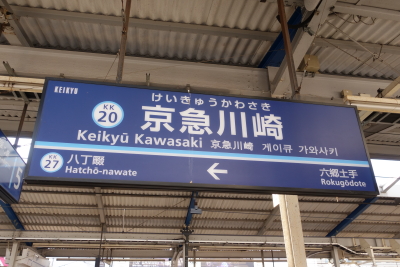 KEIKYU
けいきゅうかわさき
KK
20
京急川崎
Keikyū Kawasaki 京急川崎 게이큐 가와사키
KK
27
八丁畷
Hatchō-nawate
←
六郷土手
Rokugōdote
5